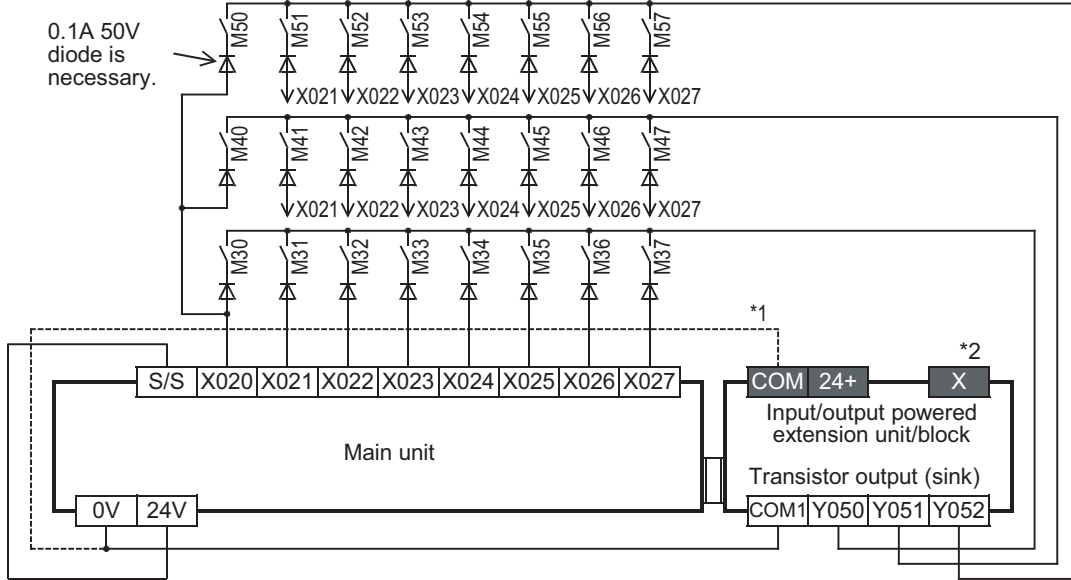 0.1A 50V
diode is
necessary.
M50 M51 M52 M53 M54 M55 M56 M57
X021 X022 X023 X024 X025 X026 X027
M40 M41 M42 M43 M44 M45 M46 M47
X021 X022 X023 X024 X025 X026 X027
M30 M31 M32 M33 M34 M35 M36 M37
*1
*2
S/S X020 X021 X022 X023 X024 X025 X026 X027
COM 24+ X
Input/output powered
extension unit/block
Main unit
Transistor output (sink)
0V 24V
COM1 Y050 Y051 Y052